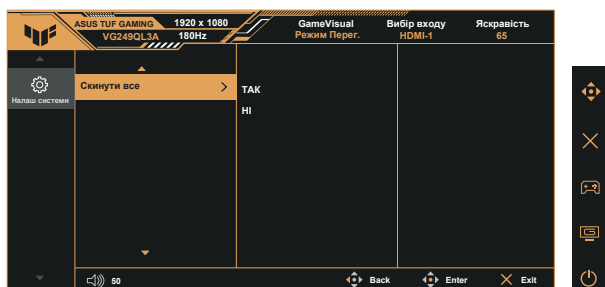 ASUS TUF GAMING 1920 x 1080 GameVisual Вибір входу Яскравість
VG249QL3A 180Hz Режим Перег. HDMI-1 65
Налаш системи
Скинути все
ТАК
НІ
50 Back Enter Exit